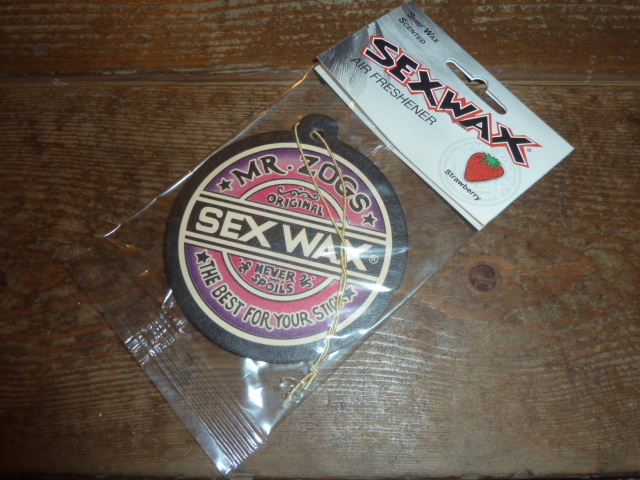 SURF WAX
SCENTED
SEXWAX®
AIR FRESHENER
Strawberry
MR. ZOGS
ORIGINAL
SEX WAX®
NEVER
SPOILS
THE BEST FOR YOUR STICK